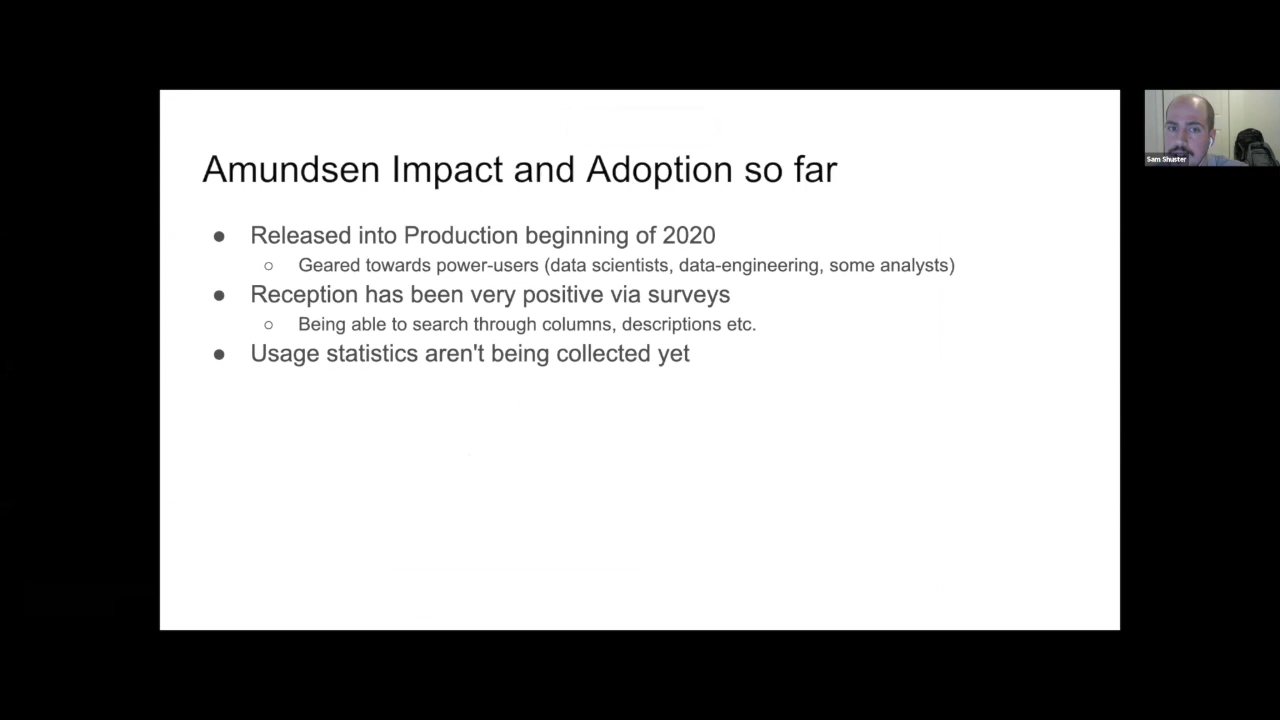 Amundsen Impact and Adoption so far
● Released into Production beginning of 2020
○ Geared towards power-users (data scientists, data-engineering, some analysts)
● Reception has been very positive via surveys
○ Being able to search through columns, descriptions etc.
● Usage statistics aren't being collected yet
Sam Shuster